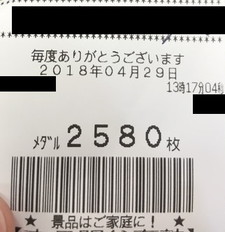 毎度ありがとうございます
2018年04月29日
13時17分04秒
ﾒﾀﾞﾙ 2580枚
★ 景品はご家庭に! ★